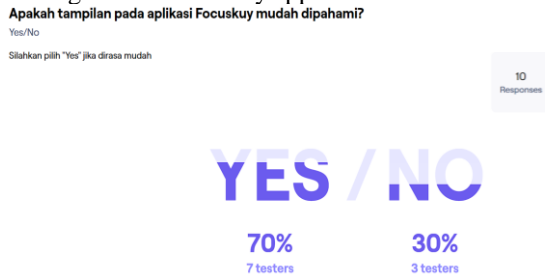 Apakah tampilan pada aplikasi Focuskuy mudah dipahami?
Yes/No
Silahkan pilih "Yes" jika dirasa mudah
10
Responses
YES / NO
70% 30%
7 testers 3 testers